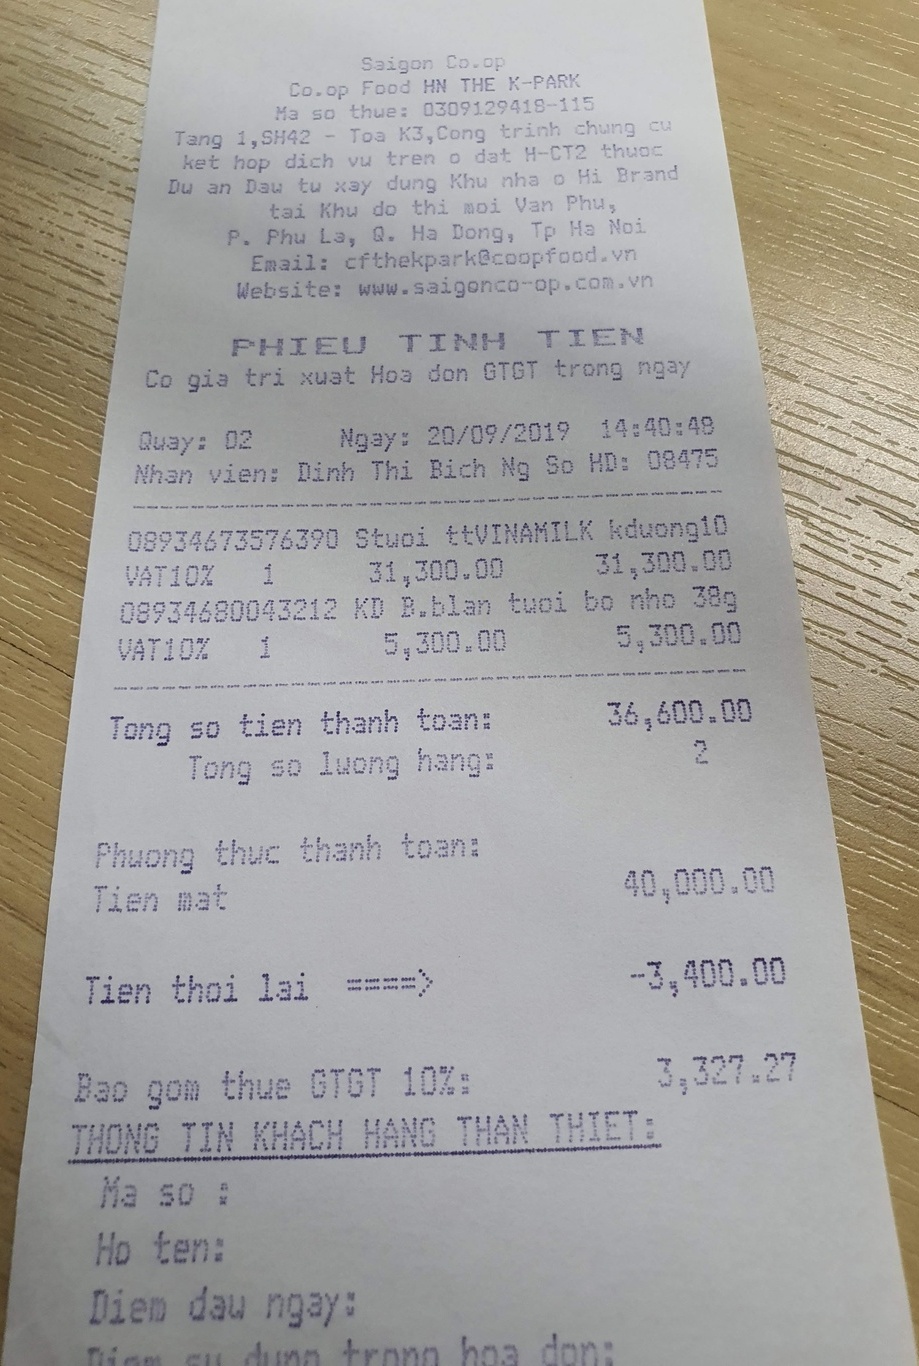 Saigon Co.op
Co.op Food HN THE K-PARK
Ma so thue: 0309129418-115
Tang 1,SH42 - Toa K3,Cong trinh chung cu
ket hop dich vu tren o dat H-CT2 thuoc
Du an Dau tu xay dung Khu nha o Hi Brand
tai Khu do thi moi Van Phu,
P. Phu La, Q. Ha Dong, Tp Ha Noi
Email: cfthekpark@coopfood.vn
Website: www.saigonco-op.com.vn
PHIEU TINH TIEN
Co gia tri xuat Hoa don GTGT trong ngay
Quay: 02 Ngay: 20/09/2019 14:40:48
Nhan vien: Dinh Thi Bich Ng So HD: 08475
08934673576390 Stuoi ttVINAMILK kduong10
VAT10% 1 31,300.00 31,300.00
08934680043212 KD B.blan tuoi bo nho 38g
VAT10% 1 5,300.00 5,300.00
Tong so tien thanh toan: 36,600.00
Tong so luong hang: 2
Phuong thuc thanh toan:
Tien mat 40,000.00
Tien thoi lai ====> -3,400.00
Bao gom thue GTGT 10%: 3,327.27
THONG TIN KHACH HANG THAN THIET:
Ma so :
Ho ten:
Diem dau ngay:
Diem su dung trong hoa don: